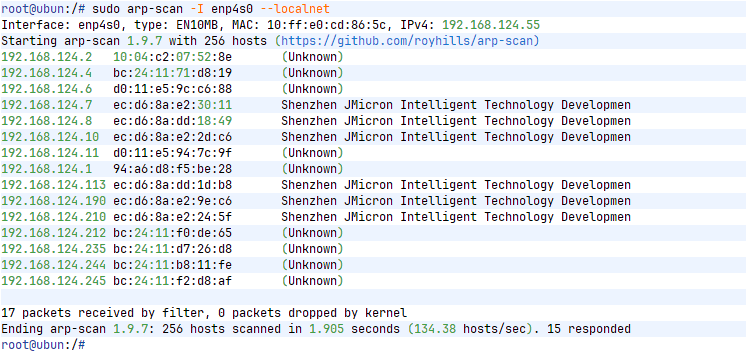 root@ubun:/# sudo arp-scan -I enp4s0 --localnet
Interface: enp4s0, type: EN10MB, MAC: 10:ff:e0:cd:86:5c, IPv4: 192.168.124.55
Starting arp-scan 1.9.7 with 256 hosts (https://github.com/royhills/arp-scan)
192.168.124.2   10:04:c2:07:52:8e       (Unknown)
192.168.124.4   bc:24:11:71:d8:19       (Unknown)
192.168.124.6   d0:11:e5:9c:c6:88       (Unknown)
192.168.124.7   ec:d6:8a:e2:30:11       Shenzhen JMicron Intelligent Technology Developmen
192.168.124.8   ec:d6:8a:dd:18:49       Shenzhen JMicron Intelligent Technology Developmen
192.168.124.10  ec:d6:8a:e2:2d:c6       Shenzhen JMicron Intelligent Technology Developmen
192.168.124.11  d0:11:e5:94:7c:9f       (Unknown)
192.168.124.1   94:a6:d8:f5:be:28       (Unknown)
192.168.124.113 ec:d6:8a:dd:1d:b8       Shenzhen JMicron Intelligent Technology Developmen
192.168.124.190 ec:d6:8a:e2:9e:c6       Shenzhen JMicron Intelligent Technology Developmen
192.168.124.210 ec:d6:8a:e2:24:5f       Shenzhen JMicron Intelligent Technology Developmen
192.168.124.212 bc:24:11:f0:de:65       (Unknown)
192.168.124.235 bc:24:11:d7:26:d8       (Unknown)
192.168.124.244 bc:24:11:b8:11:fe       (Unknown)
192.168.124.245 bc:24:11:f2:d8:af       (Unknown)
17 packets received by filter, 0 packets dropped by kernel
Ending arp-scan 1.9.7: 256 hosts scanned in 1.905 seconds (134.38 hosts/sec). 15 responded
root@ubun:/#